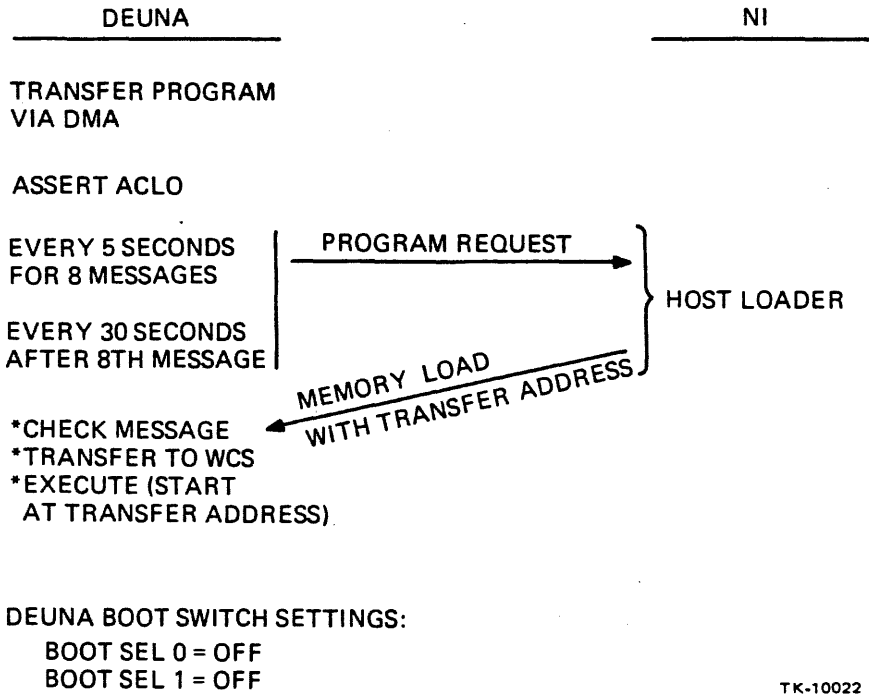 DEUNA
NI
TRANSFER PROGRAM
VIA DMA
ASSERT ACLO
EVERY 5 SECONDS
FOR 8 MESSAGES
PROGRAM REQUEST
HOST LOADER
EVERY 30 SECONDS
AFTER 8TH MESSAGE
MEMORY LOAD
WITH TRANSFER ADDRESS
*CHECK MESSAGE
*TRANSFER TO WCS
*EXECUTE (START
AT TRANSFER ADDRESS)
DEUNA BOOT SWITCH SETTINGS:
BOOT SEL 0 = OFF
BOOT SEL 1 = OFF
TK-10022